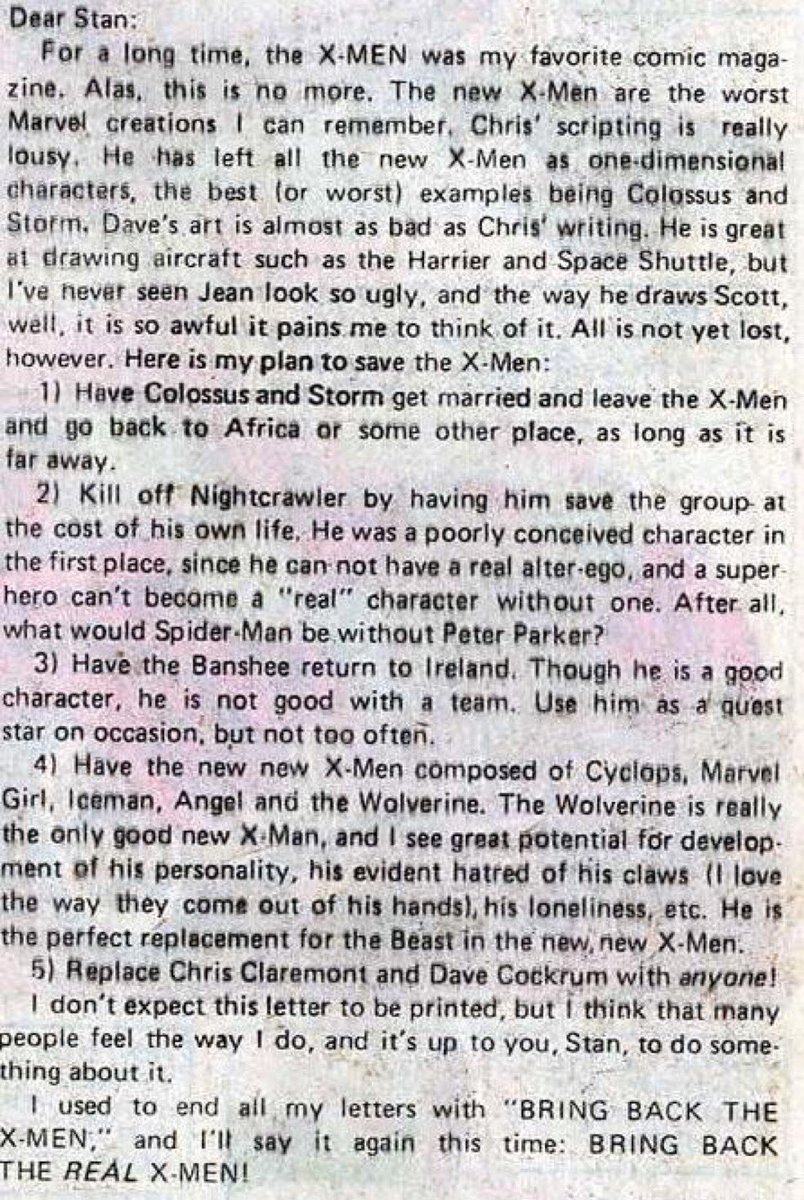 Dear Stan:
For a long time, the X-MEN was my favorite comic maga-
zine. Alas, this is no more. The new X-Men are the worst
Marvel creations I can remember. Chris' scripting is really
lousy. He has left all the new X-Men as one-dimensional
characters, the best (or worst) examples being Colossus and
Storm. Dave's art is almost as bad as Chris' writing. He is great
at drawing aircraft such as the Harrier and Space Shuttle, but
I've never seen Jean look so ugly, and the way he draws Scott,
well, it is so awful it pains me to think of it. All is not yet lost,
however. Here is my plan to save the X-Men:
1) Have Colossus and Storm get married and leave the X-Men
and go back to Africa or some other place, as long as it is
far away.
2) Kill off Nightcrawler by having him save the group at
the cost of his own life. He was a poorly conceived character in
the first place, since he can not have a real alter-ego, and a super-
hero can't become a "real" character without one. After all,
what would Spider-Man be without Peter Parker?
3) Have the Banshee return to Ireland. Though he is a good
character, he is not good with a team. Use him as a guest
star on occasion, but not too often.
4) Have the new new X-Men composed of Cyclops, Marvel
Girl, Iceman, Angel and the Wolverine. The Wolverine is really
the only good new X-Man, and I see great potential for develop-
ment of his personality, his evident hatred of his claws (I love
the way they come out of his hands), his loneliness, etc. He is
the perfect replacement for the Beast in the new, new X-Men.
5) Replace Chris Claremont and Dave Cockrum with anyone!
I don't expect this letter to be printed, but I think that many
people feel the way I do, and it's up to you, Stan, to do some-
thing about it.
I used to end all my letters with "BRING BACK THE
X-MEN," and I'll say it again this time: BRING BACK
THE REAL X-MEN!